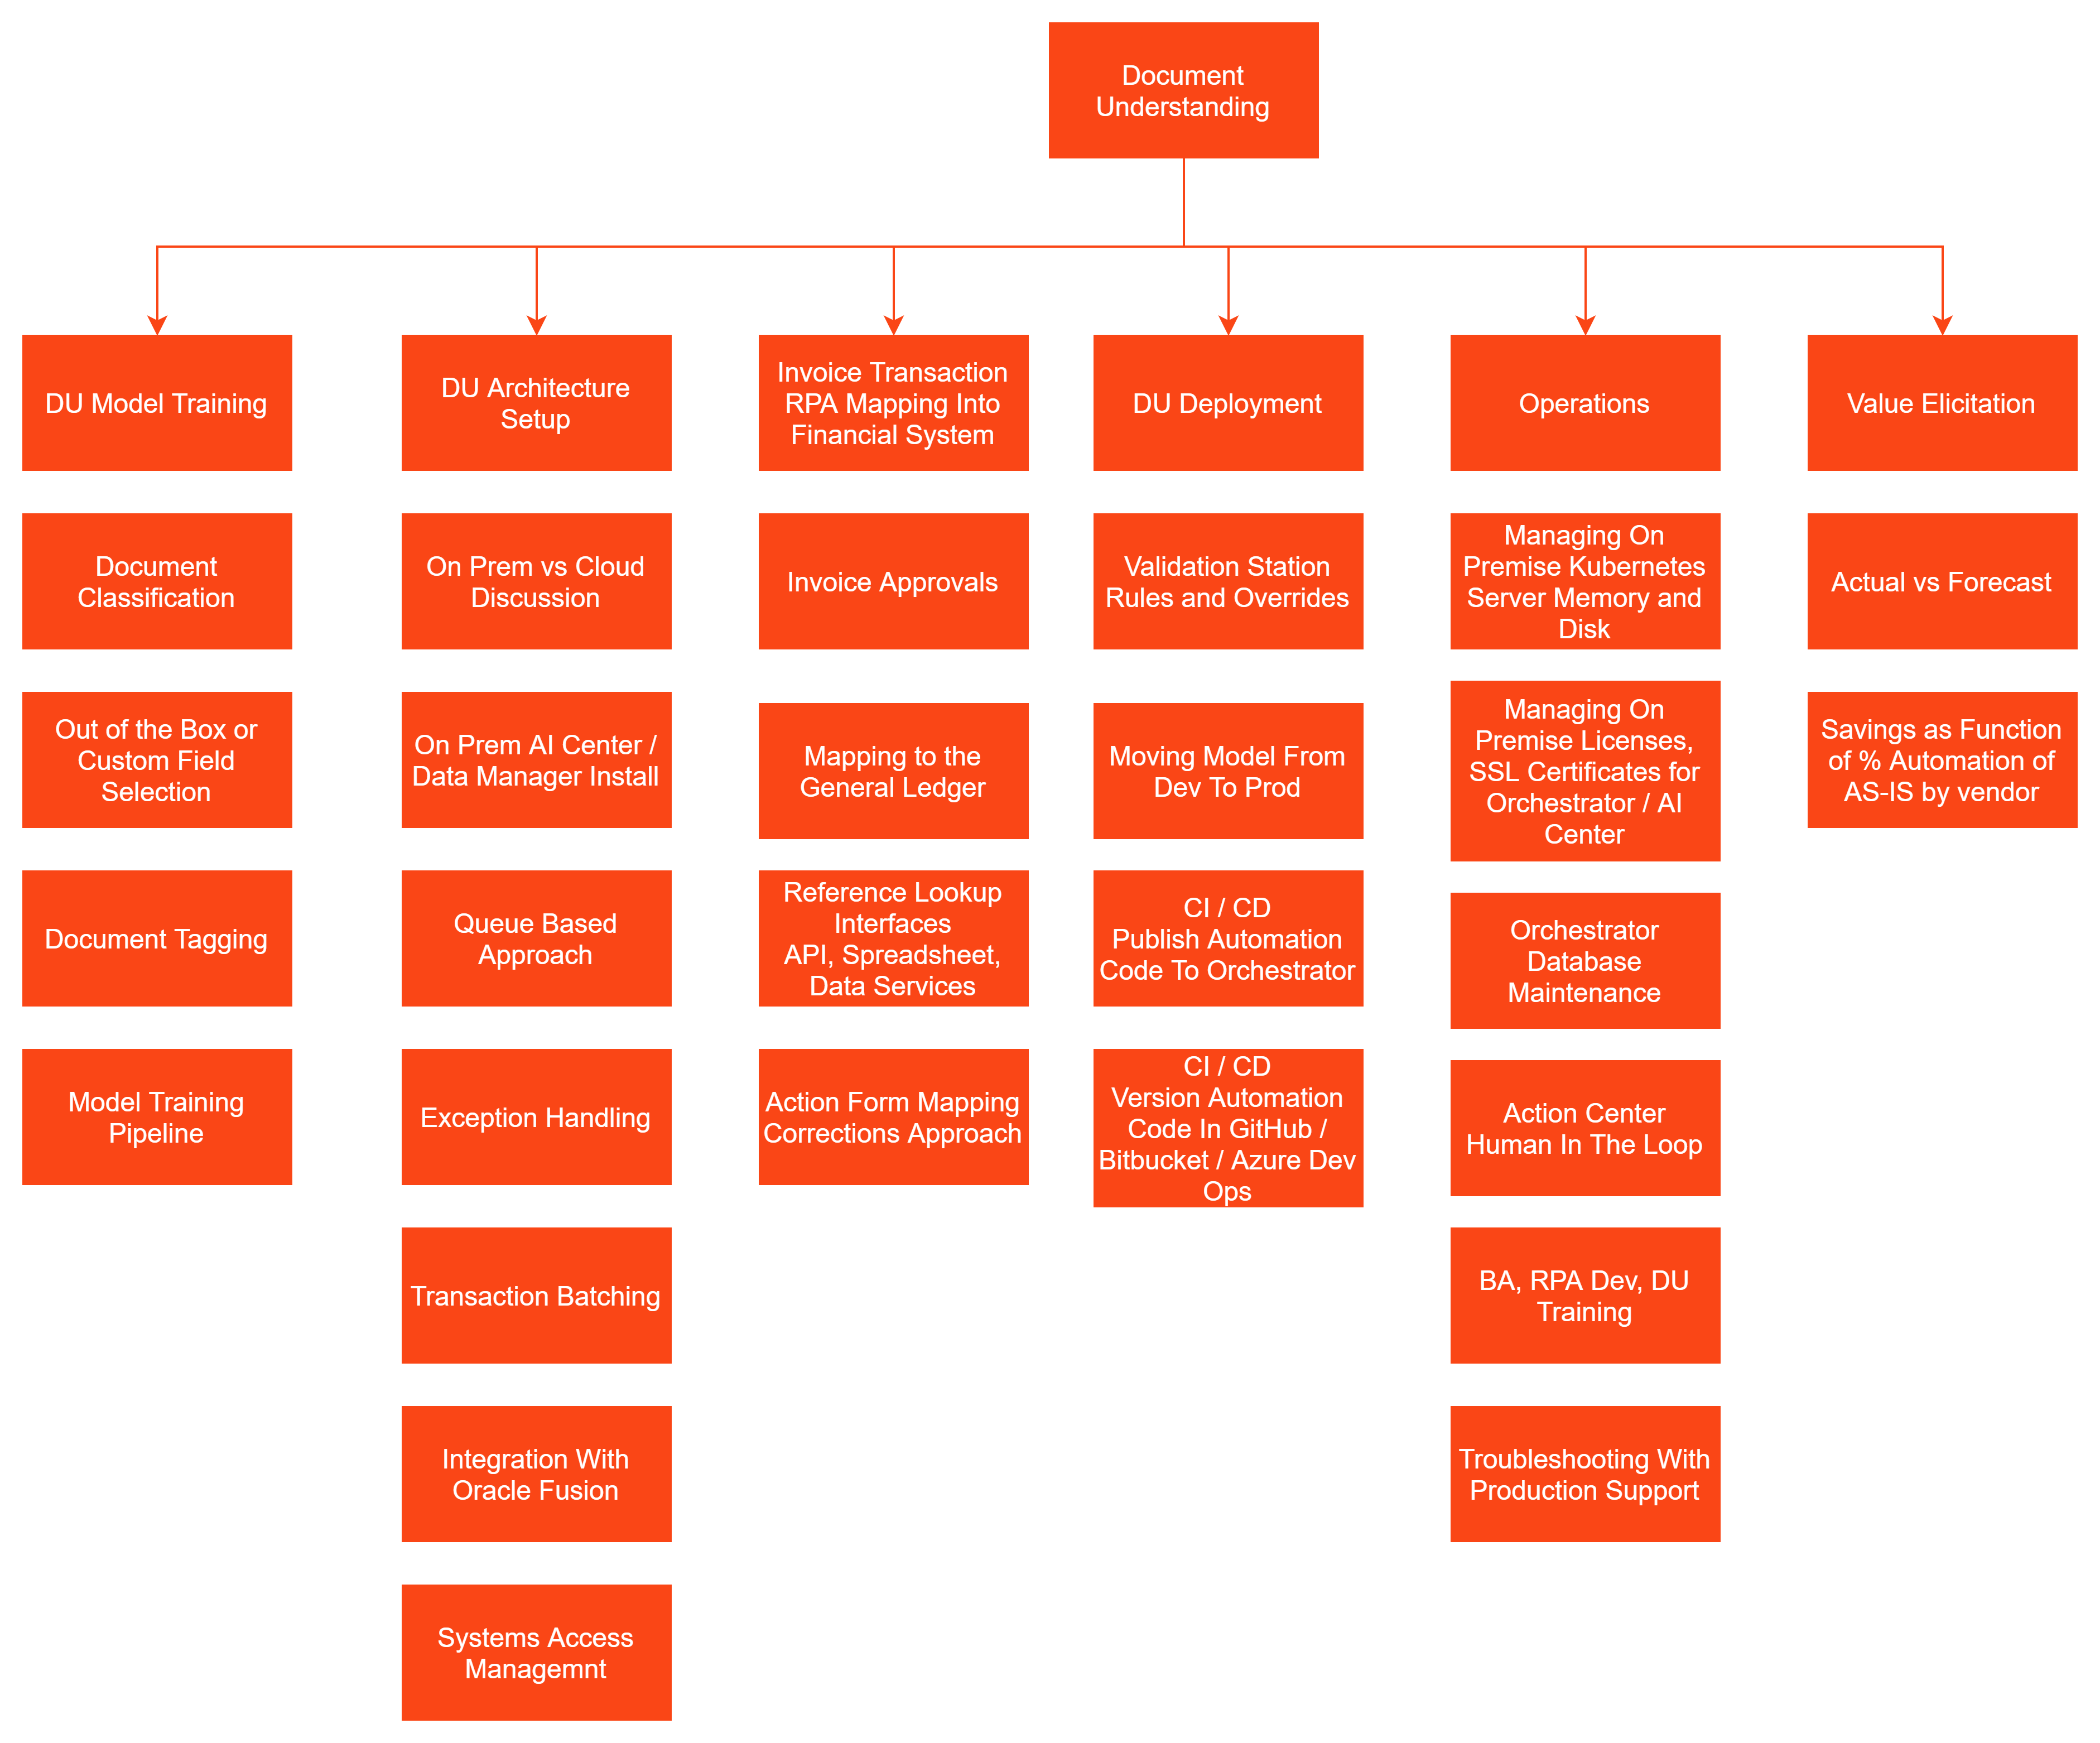 Document
Understanding
DU Model Training
DU Architecture
Setup
Invoice Transaction
RPA Mapping Into
Financial System
DU Deployment
Operations
Value Elicitation
Document
Classification
On Prem vs Cloud
Discussion
Invoice Approvals
Validation Station
Rules and Overrides
Managing On
Premise Kubernetes
Server Memory and
Disk
Actual vs Forecast
Out of the Box or
Custom Field
Selection
On Prem AI Center /
Data Manager Install
Mapping to the
General Ledger
Moving Model From
Dev To Prod
Managing On
Premise Licenses,
SSL Certificates for
Orchestrator / AI
Center
Savings as Function
of % Automation of
AS-IS by vendor
Document Tagging
Queue Based
Approach
Reference Lookup
Interfaces
API, Spreadsheet,
Data Services
CI / CD
Publish Automation
Code To Orchestrator
Orchestrator
Database
Maintenance
Model Training
Pipeline
Exception Handling
Action Form Mapping
Corrections Approach
CI / CD
Version Automation
Code In GitHub /
Bitbucket / Azure Dev
Ops
Action Center
Human In The Loop
Transaction Batching
BA, RPA Dev, DU
Training
Integration With
Oracle Fusion
Troubleshooting With
Production Support
Systems Access
Managemnt